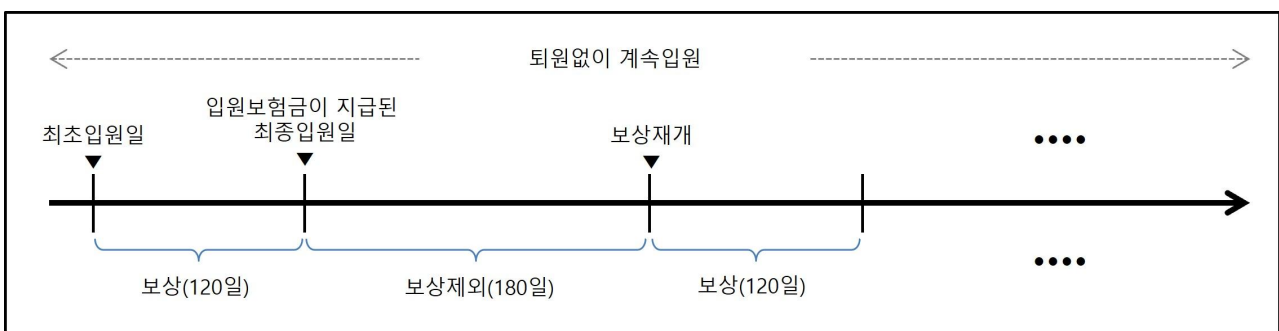 퇴원없이 계속입원
입원보험금이 지급된
최초입원일
최종입원일
보상재개
••••
보상(120일)
보상제외(180일)
보상(120일)
••••